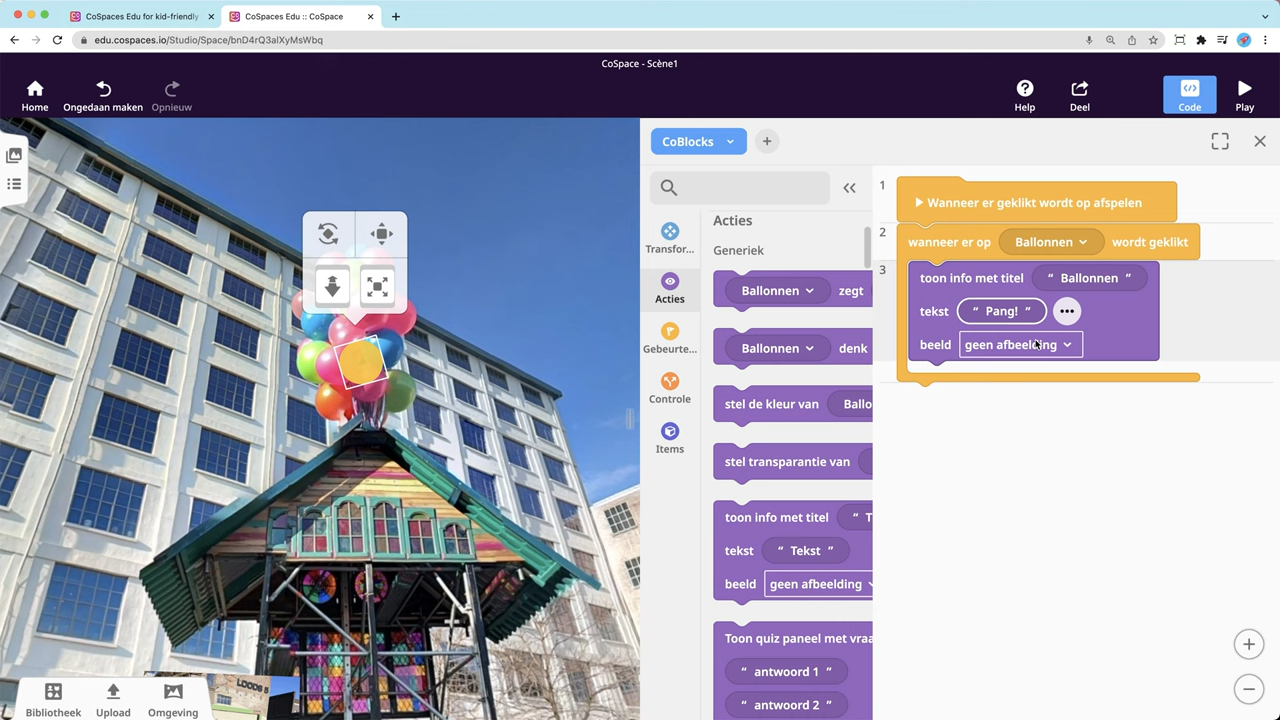 CoSpaces Edu for kid-friendly
CoSpaces Edu :: CoSpace
edu.cospaces.io/Studio/Space/bnD4rQ3alXyMsWbq
CoSpace - Scène1
Home
Ongedaan maken
Opnieuw
Help
Deel
Code
Play
CoBlocks
Transfor...
Acties
Gebeurte...
Controle
Items
Acties
Generiek
Ballonnen zegt
Ballonnen denk
stel de kleur van Ballo
stel transparantie van
toon info met titel “ T
tekst “ Tekst ”
beeld geen afbeelding
Toon quiz paneel met vraa
“ antwoord 1 ”
“ antwoord 2 ”
1
Wanneer er geklikt wordt op afspelen
2
wanneer er op Ballonnen wordt geklikt
3
toon info met titel “ Ballonnen ”
tekst “ Pang! ”
beeld geen afbeelding
LOODS 5
Bibliotheek
Upload
Omgeving